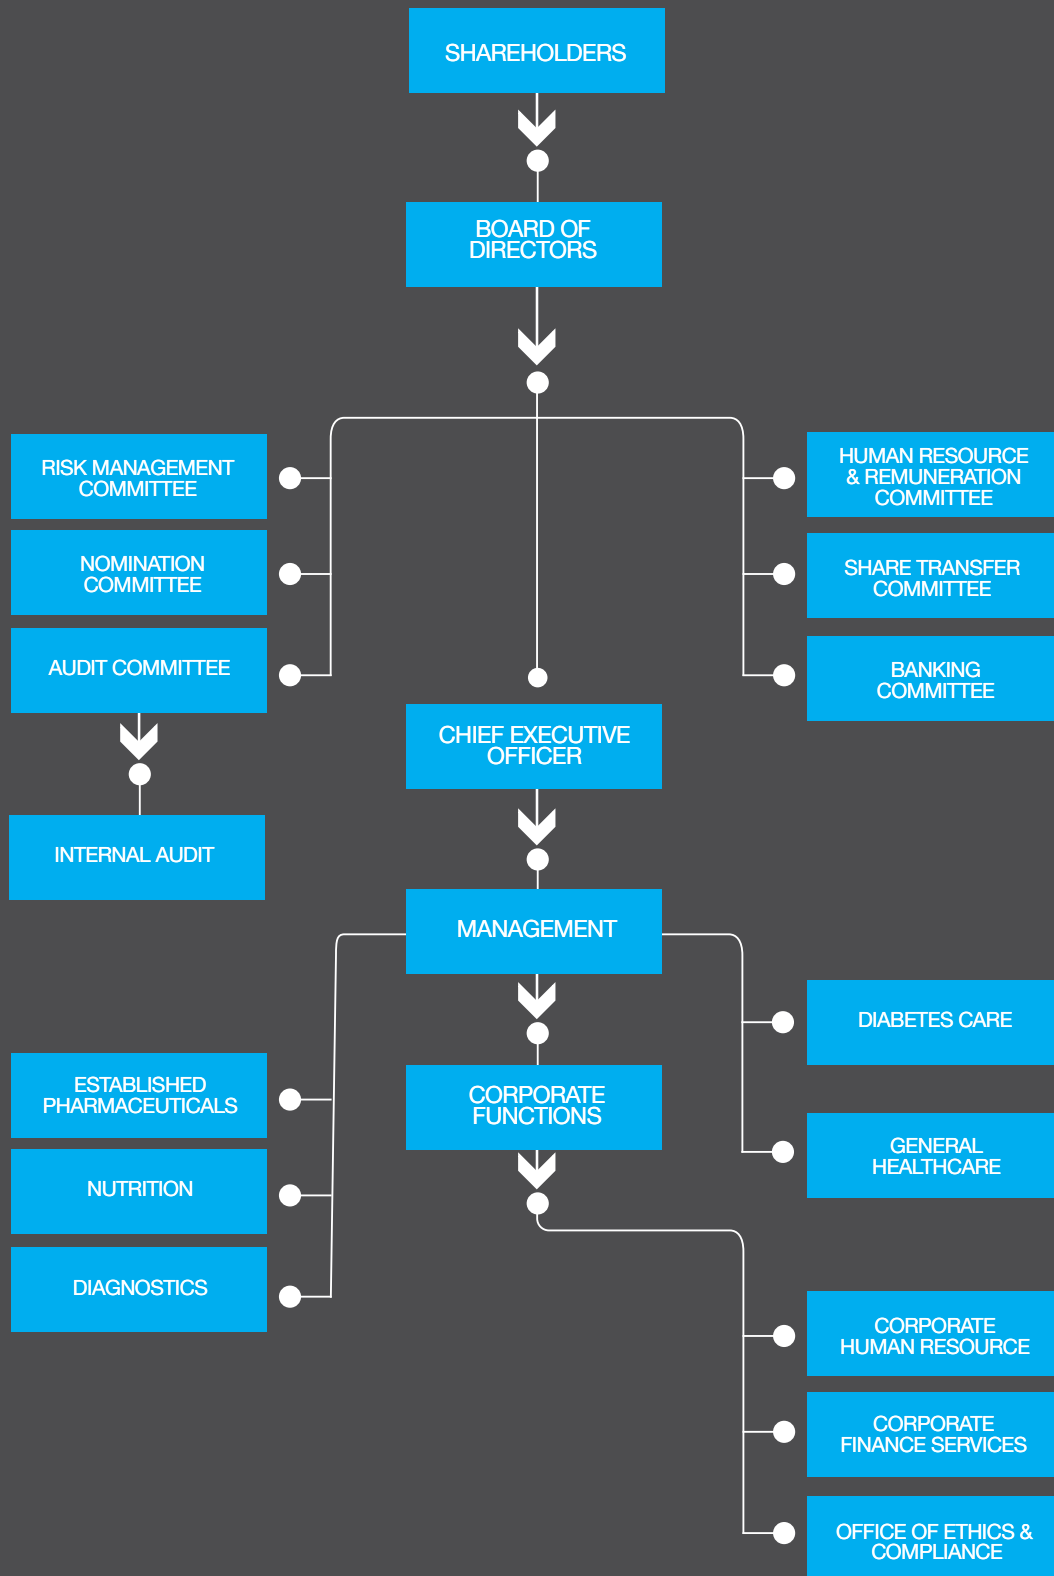 SHAREHOLDERS
BOARD OF
DIRECTORS
RISK MANAGEMENT
COMMITTEE
NOMINATION
COMMITTEE
AUDIT COMMITTEE
INTERNAL AUDIT
HUMAN RESOURCE
& REMUNERATION
COMMITTEE
SHARE TRANSFER
COMMITTEE
BANKING
COMMITTEE
CHIEF EXECUTIVE
OFFICER
MANAGEMENT
ESTABLISHED
PHARMACEUTICALS
NUTRITION
DIAGNOSTICS
CORPORATE
FUNCTIONS
DIABETES CARE
GENERAL
HEALTHCARE
CORPORATE
HUMAN RESOURCE
CORPORATE
FINANCE SERVICES
OFFICE OF ETHICS &
COMPLIANCE